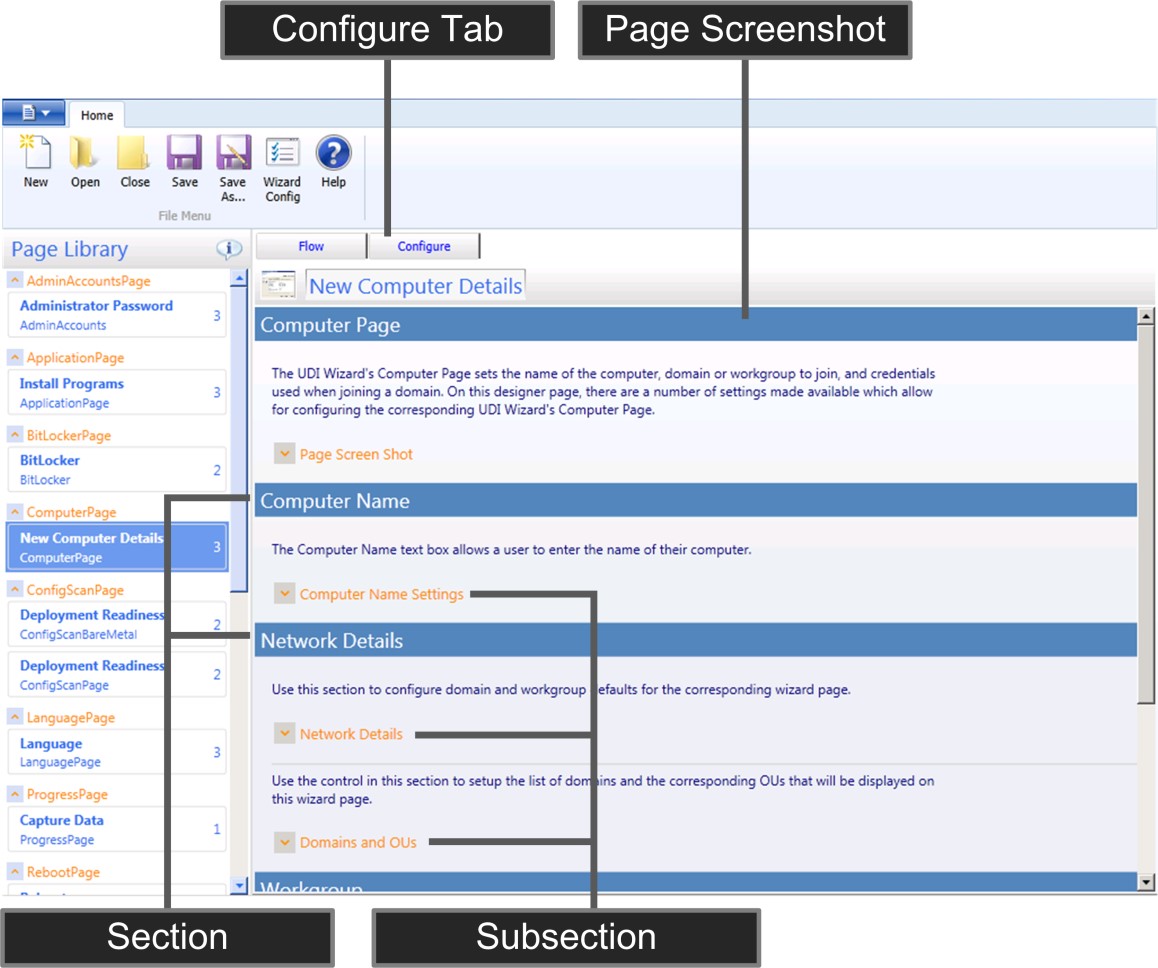 Configure Tab
Page Screenshot
Home
New
Open
Close
Save
Save As...
Wizard Config
Help
File Menu
Page Library
AdminAccountsPage
Administrator Password 3
AdminAccounts
ApplicationPage
Install Programs 3
ApplicationPage
BitLockerPage
BitLocker 2
BitLocker
ComputerPage
New Computer Details 3
ComputerPage
ConfigScanPage
Deployment Readiness 2
ConfigScanBareMetal
Deployment Readiness 2
ConfigScanPage
LanguagePage
Language 3
LanguagePage
ProgressPage
Capture Data 1
ProgressPage
RebootPage
Flow
Configure
New Computer Details
Computer Page
The UDI Wizard's Computer Page sets the name of the computer, domain or workgroup to join, and credentials
used when joining a domain. On this designer page, there are a number of settings made available which allow
for configuring the corresponding UDI Wizard's Computer Page.
Page Screen Shot
Computer Name
The Computer Name text box allows a user to enter the name of their computer.
Computer Name Settings
Network Details
Use this section to configure domain and workgroup defaults for the corresponding wizard page.
Network Details
Use the control in this section to setup the list of domains and the corresponding OUs that will be displayed on
this wizard page.
Domains and OUs
Workgroup
Section
Subsection